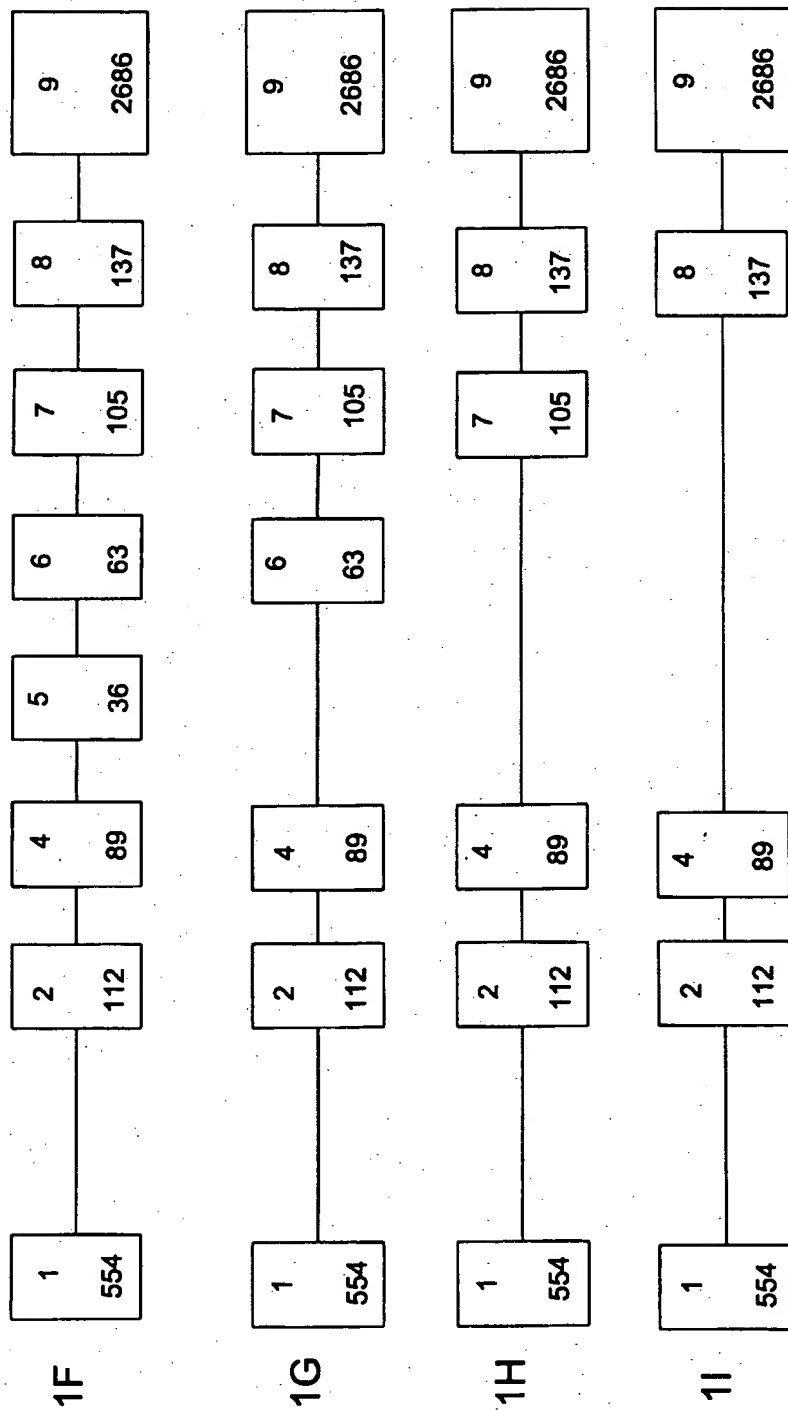 1F
1 2 4 5 6 7 8 9
554 112 89 36 63 105 137 2686
1G
1 2 4 6 7 8 9
554 112 89 63 105 137 2686
1H
1 2 4 7 8 9
554 112 89 105 137 2686
1I
1 2 4 8 9
554 112 89 137 2686